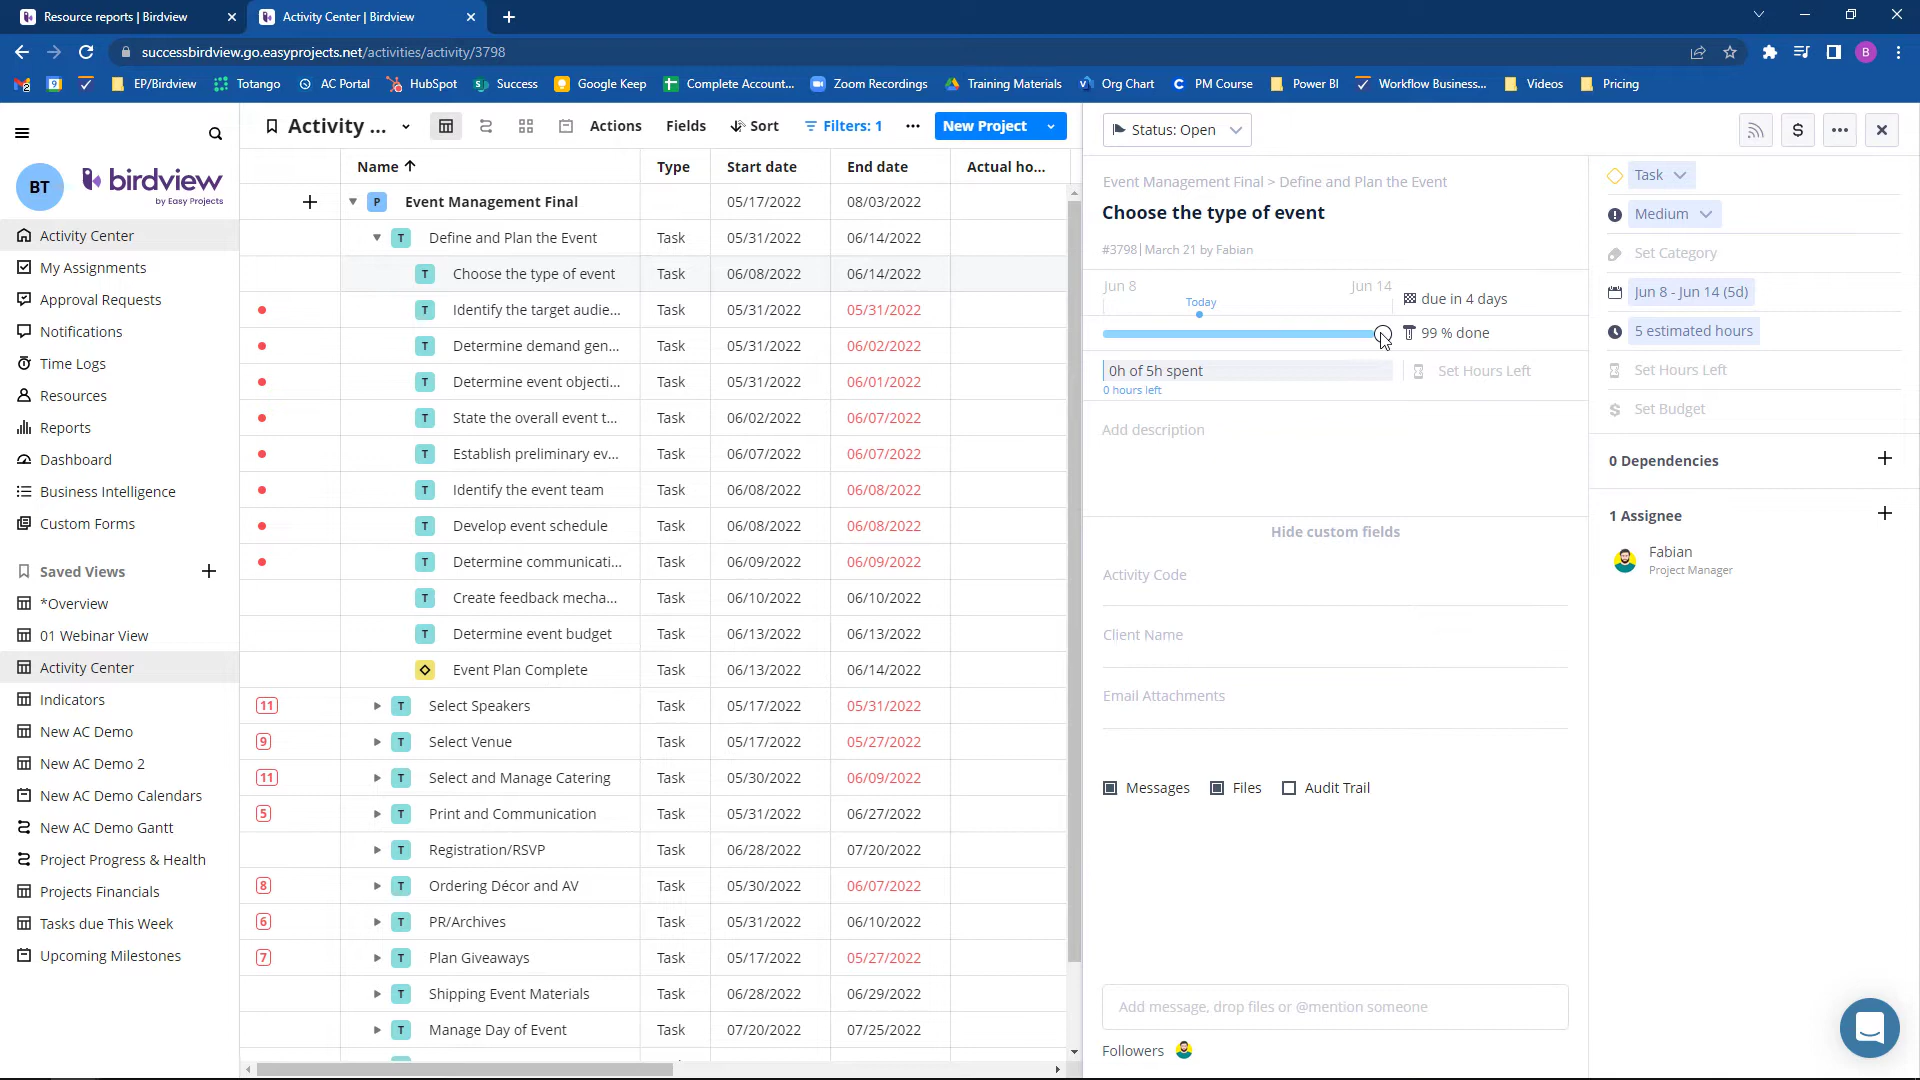 Resource reports | Birdview
Activity Center | Birdview
successbirdview.go.easyprojects.net/activities/activity/3798
B
EP/Birdview
Totango
AC Portal
HubSpot
Success
Google Keep
Complete Account...
Zoom Recordings
Training Materials
Org Chart
PM Course
Power BI
Workflow Business...
Videos
Pricing
BT
birdview
by Easy Projects
Activity Center
My Assignments
Approval Requests
Notifications
Time Logs
Resources
Reports
Dashboard
Business Intelligence
Custom Forms
Saved Views
*Overview
01 Webinar View
Activity Center
Indicators
New AC Demo
New AC Demo 2
New AC Demo Calendars
New AC Demo Gantt
Project Progress & Health
Projects Financials
Tasks due This Week
Upcoming Milestones
Activity ...
Actions
Fields
Sort
Filters: 1
New Project
Name Type Start date End date Actual ho...
P Event Management Final 05/17/2022 08/03/2022
T Define and Plan the Event Task 05/31/2022 06/14/2022
T Choose the type of event Task 06/08/2022 06/14/2022
T Identify the target audie... Task 05/31/2022 05/31/2022
T Determine demand gen... Task 05/31/2022 06/02/2022
T Determine event objecti... Task 05/31/2022 06/01/2022
T State the overall event t... Task 06/02/2022 06/07/2022
T Establish preliminary ev... Task 06/07/2022 06/07/2022
T Identify the event team Task 06/08/2022 06/08/2022
T Develop event schedule Task 06/08/2022 06/08/2022
T Determine communicati... Task 06/09/2022 06/09/2022
T Create feedback mecha... Task 06/10/2022 06/10/2022
T Determine event budget Task 06/13/2022 06/13/2022
Event Plan Complete Task 06/13/2022 06/14/2022
11 T Select Speakers Task 05/17/2022 05/31/2022
9 T Select Venue Task 05/17/2022 05/27/2022
11 T Select and Manage Catering Task 05/30/2022 06/09/2022
5 T Print and Communication Task 05/31/2022 06/27/2022
T Registration/RSVP Task 06/28/2022 07/20/2022
8 T Ordering Décor and AV Task 05/30/2022 06/07/2022
6 T PR/Archives Task 05/31/2022 06/10/2022
7 T Plan Giveaways Task 05/17/2022 05/27/2022
T Shipping Event Materials Task 06/28/2022 06/29/2022
T Manage Day of Event Task 07/20/2022 07/25/2022
Status: Open
$
Event Management Final > Define and Plan the Event
Choose the type of event
#3798| March 21 by Fabian
Jun 8
Jun 14
Today
due in 4 days
99 % done
0h of 5h spent
Set Hours Left
0 hours left
Add description
Hide custom fields
Activity Code
Client Name
Email Attachments
Messages
Files
Audit Trail
Add message, drop files or @mention someone
Followers
Task
Medium
Set Category
Jun 8 - Jun 14 (5d)
5 estimated hours
Set Hours Left
$ Set Budget
0 Dependencies
1 Assignee
Fabian
Project Manager